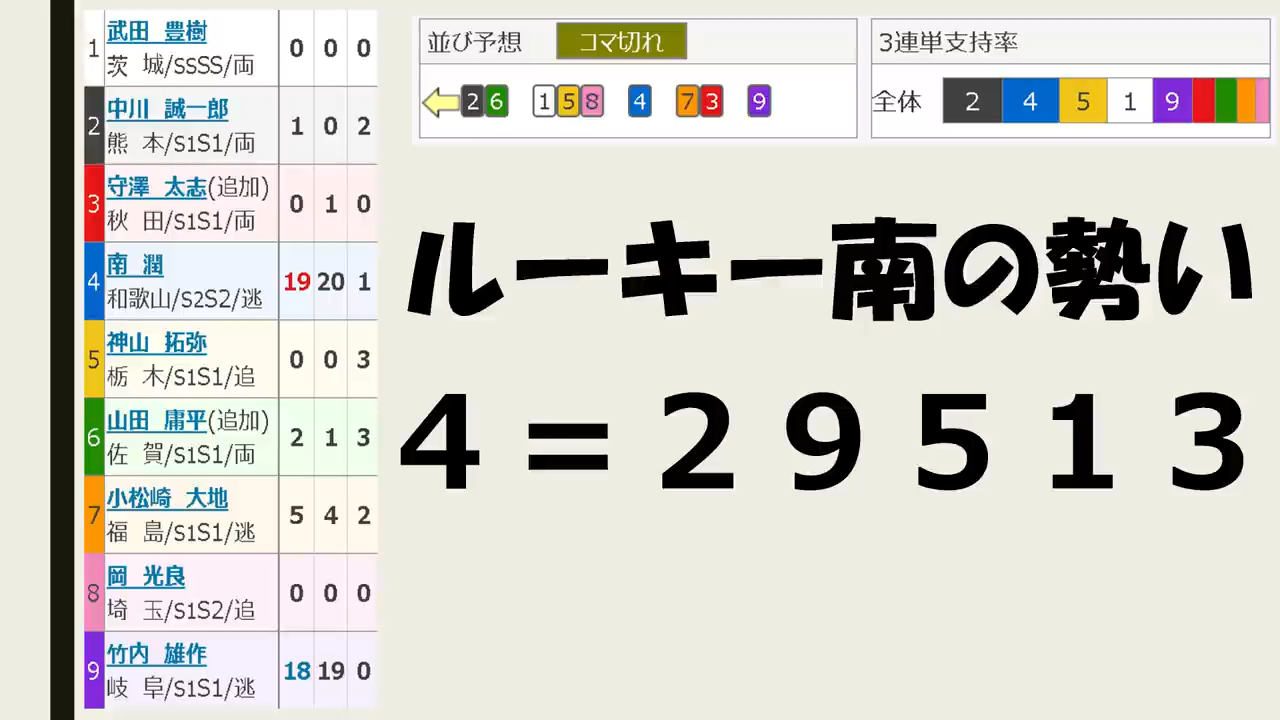 1 武田 豊樹 0 0 0
茨 城/SSSS/両
2 中川 誠一郎 1 0 2
熊 本/S1S1/両
3 守澤 太志(追加) 0 1 0
秋 田/S1S1/両
4 南 潤 19 20 1
和歌山/S2S2/逃
5 神山 拓弥 0 0 3
栃 木/S1S1/追
6 山田 庸平(追加) 2 1 3
佐 賀/S1S1/両
7 小松崎 大地 5 4 2
福 島/S1S1/逃
8 岡 光良 0 0 0
埼 玉/S1S2/追
9 竹内 雄作 18 19 0
岐 阜/S1S1/逃
並び予想 コマ切れ
2 6 1 5 8 4 7 3 9
3連単支持率
全体 2 4 5 1 9
ルーキー南の勢い
4=29513